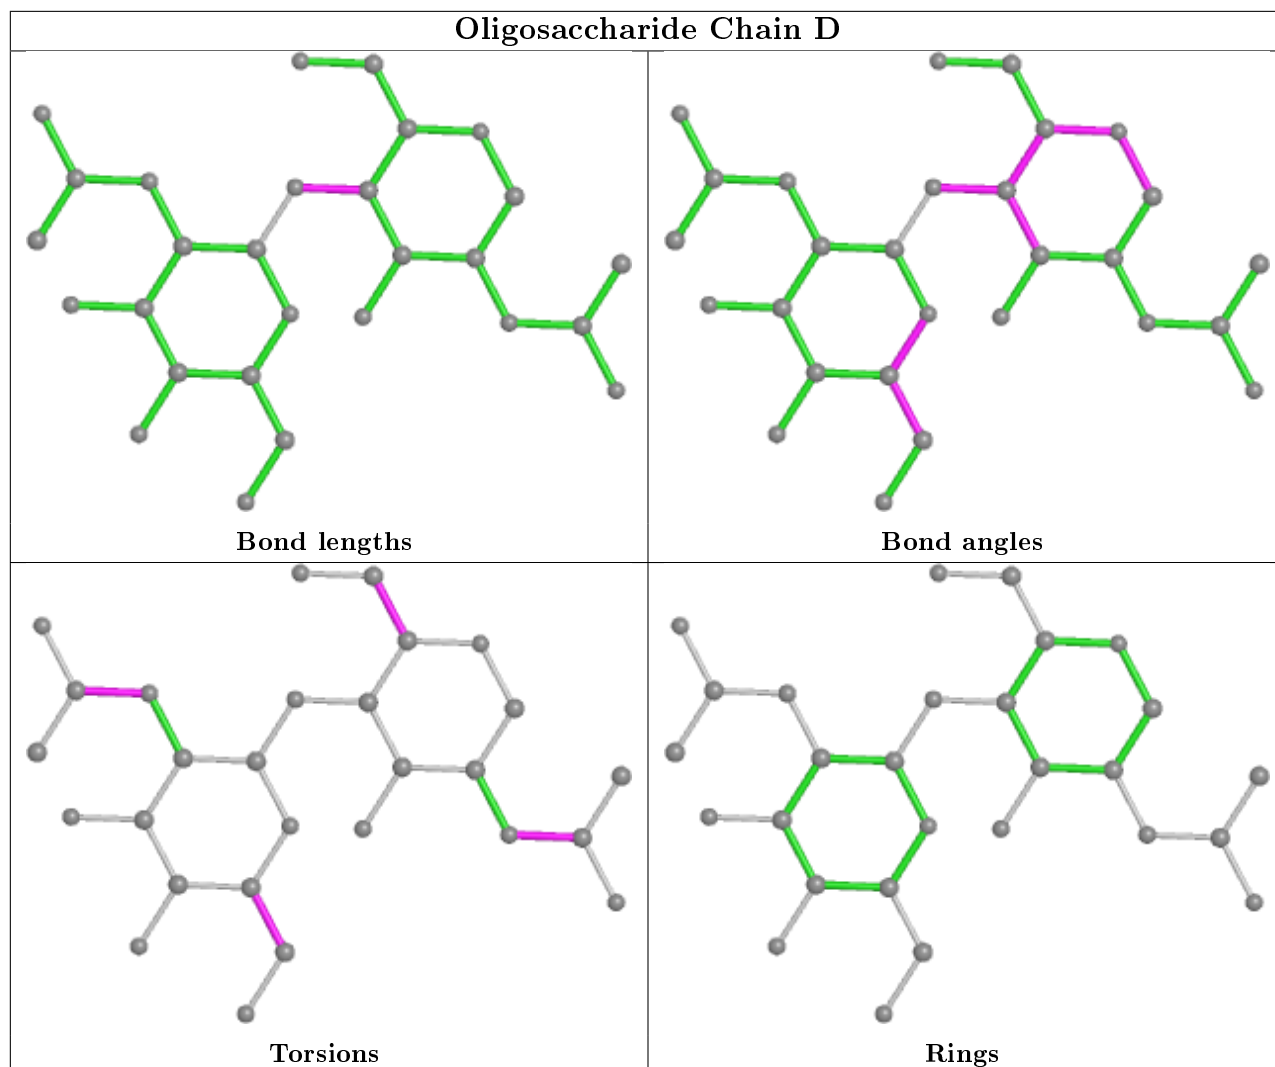 Oligosaccharide Chain D
Bond lengths
Bond angles
Torsions
Rings